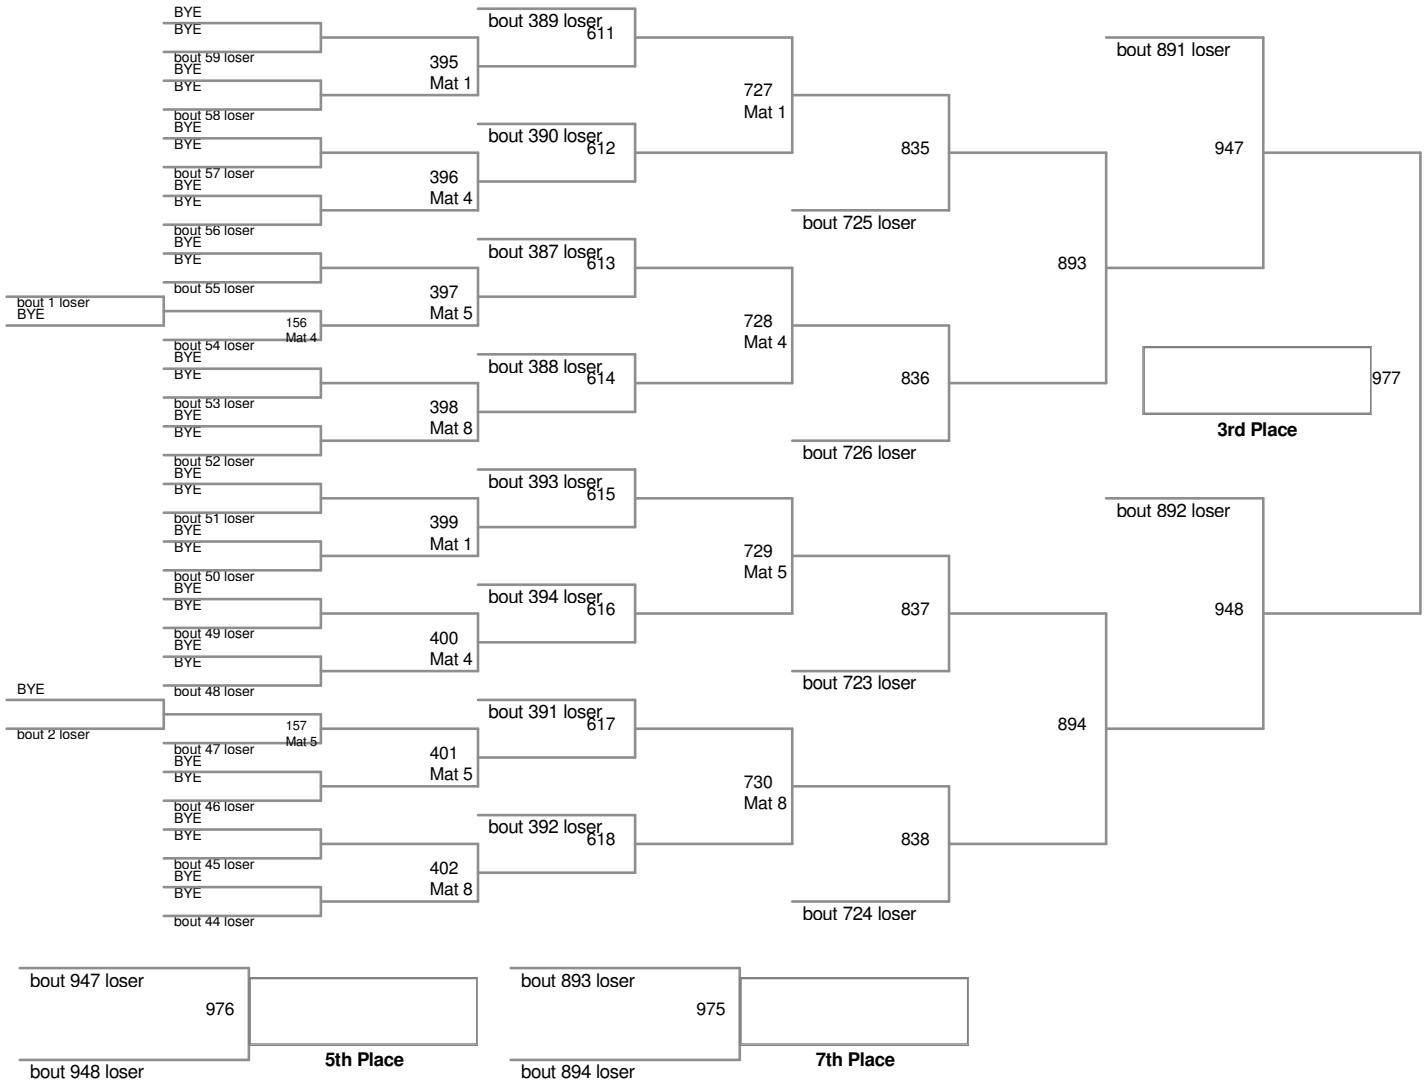 BYE
BYE
bout 59 loser
BYE
BYE
bout 58 loser
BYE
BYE
bout 57 loser
BYE
BYE
bout 56 loser
BYE
BYE
bout 55 loser
bout 1 loser
BYE
156
Mat 4
bout 54 loser
BYE
BYE
bout 53 loser
BYE
BYE
bout 52 loser
BYE
BYE
bout 51 loser
BYE
BYE
bout 50 loser
BYE
BYE
bout 49 loser
BYE
BYE
bout 48 loser
BYE
bout 2 loser
157
Mat 5
bout 47 loser
BYE
BYE
bout 46 loser
BYE
BYE
bout 45 loser
BYE
BYE
bout 44 loser
395
Mat 1
396
Mat 4
397
Mat 5
398
Mat 8
399
Mat 1
400
Mat 4
401
Mat 5
402
Mat 8
bout 389 loser
611
bout 390 loser
612
bout 387 loser
613
bout 388 loser
614
bout 393 loser
615
bout 394 loser
616
bout 391 loser
617
bout 392 loser
618
727
Mat 1
728
Mat 4
729
Mat 5
730
Mat 8
835
bout 725 loser
836
bout 726 loser
837
bout 723 loser
838
bout 724 loser
893
894
bout 891 loser
947
bout 892 loser
948
977
3rd Place
bout 947 loser
976
bout 948 loser
5th Place
bout 893 loser
975
bout 894 loser
7th Place